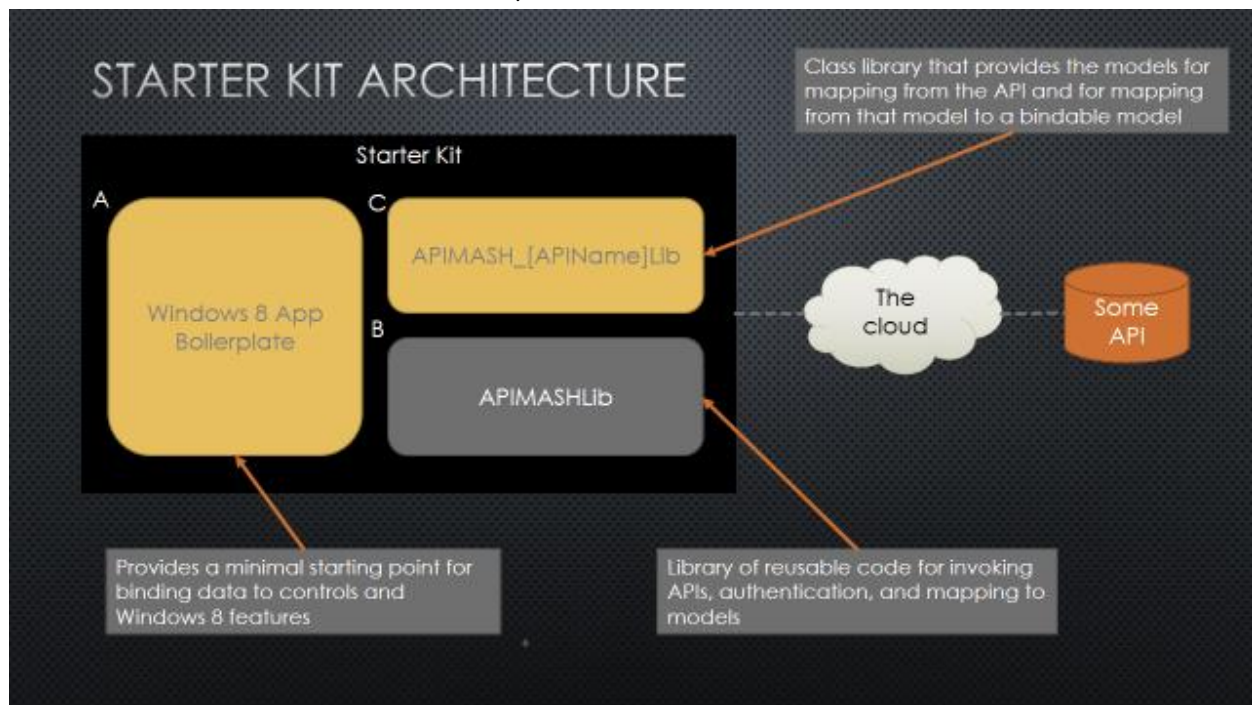 STARTER KIT ARCHITECTURE
Class library that provides the models for
mapping from the API and for mapping
from that model to a bindable model
Starter Kit
A
Windows 8 App
Boilerplate
C
APIMASH_[APIName]Lib
B
APIMASHLib
The
cloud
Some
API
Provides a minimal starting point for
binding data to controls and
Windows 8 features
Library of reusable code for invoking
APIs, authentication, and mapping to
models